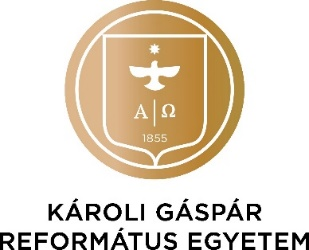 Α|Ω
1855
KÁROLI GÁSPÁR
REFORMÁTUS EGYETEM